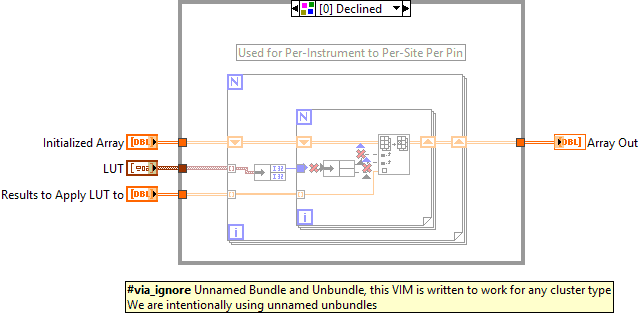 [0] Declined
Used for Per-Instrument to Per-Site Per Pin
N
N
Initialized Array
DBL
DBL
Array Out
LUT
Results to Apply LUT to
DBL
i
i
#via_ignore Unnamed Bundle and Unbundle, this VIM is written to work for any cluster type
We are intentionally using unnamed unbundles